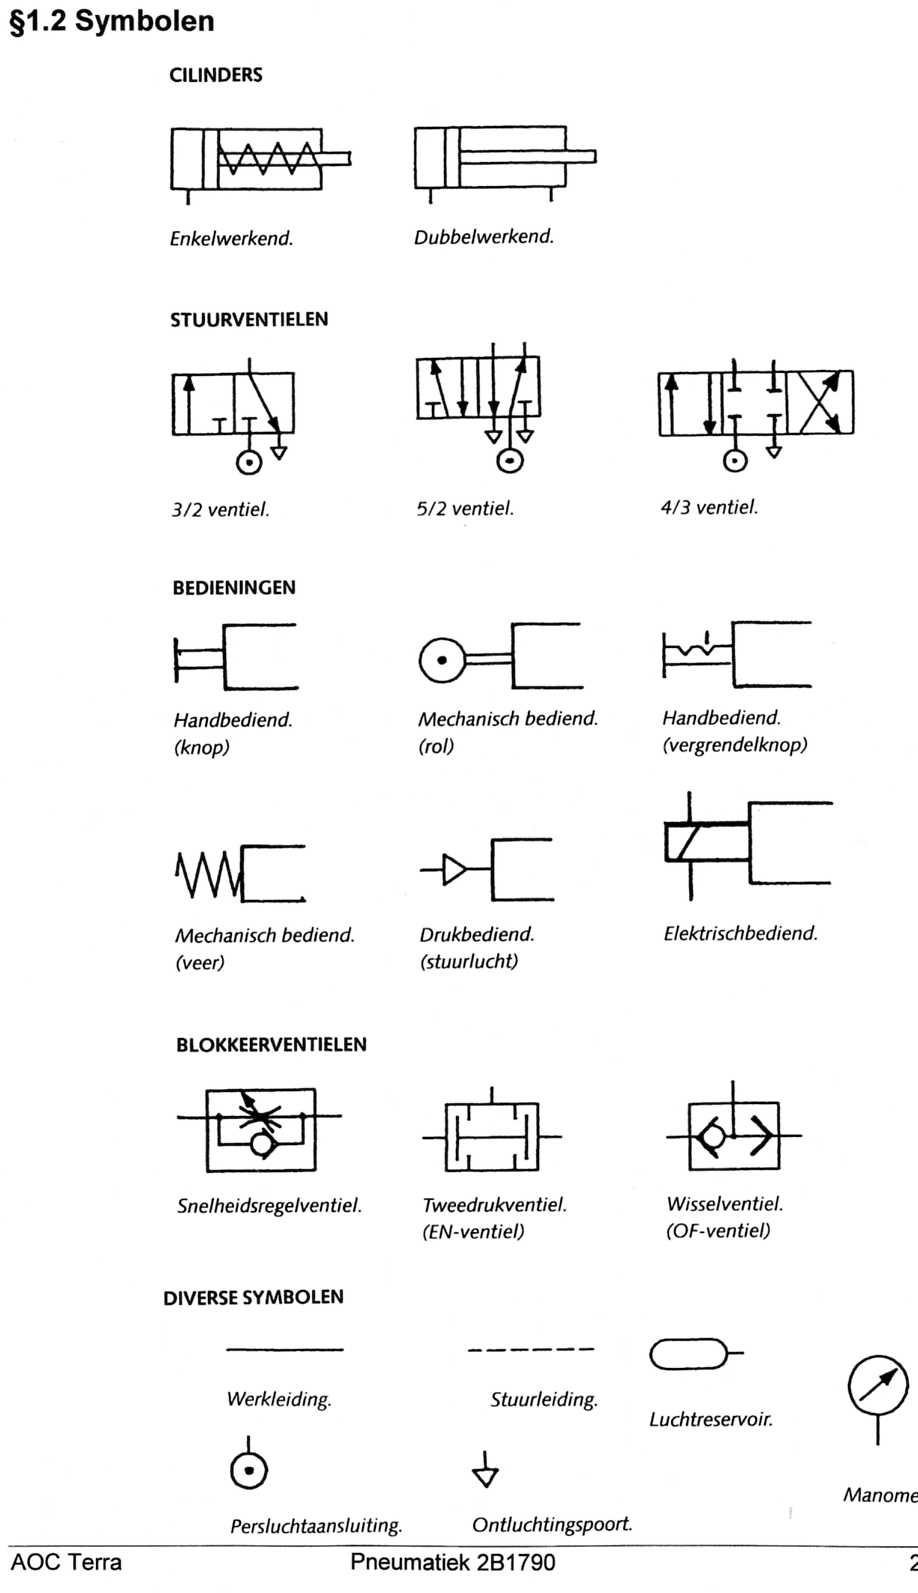 §1.2 Symbolen
CILINDERS
Enkelwerkend.
Dubbelwerkend.
STUURVENTIELEN
3/2 ventiel.
5/2 ventiel.
4/3 ventiel.
BEDIENINGEN
Handbediend.
(knop)
Mechanisch bediend.
(rol)
Handbediend.
(vergrendelknop)
Mechanisch bediend.
(veer)
Drukbediend.
(stuurlucht)
Elektrischbediend.
BLOKKEERVENTIELEN
Snelheidsregelventiel.
Tweedrukventiel.
(EN-ventiel)
Wisselventiel.
(OF-ventiel)
DIVERSE SYMBOLEN
Werkleiding.
Stuurleiding.
Luchtreservoir.
Manome
Persluchtaansluiting.
Ontluchtingspoort.
AOC Terra
Pneumatiek 2B1790
2